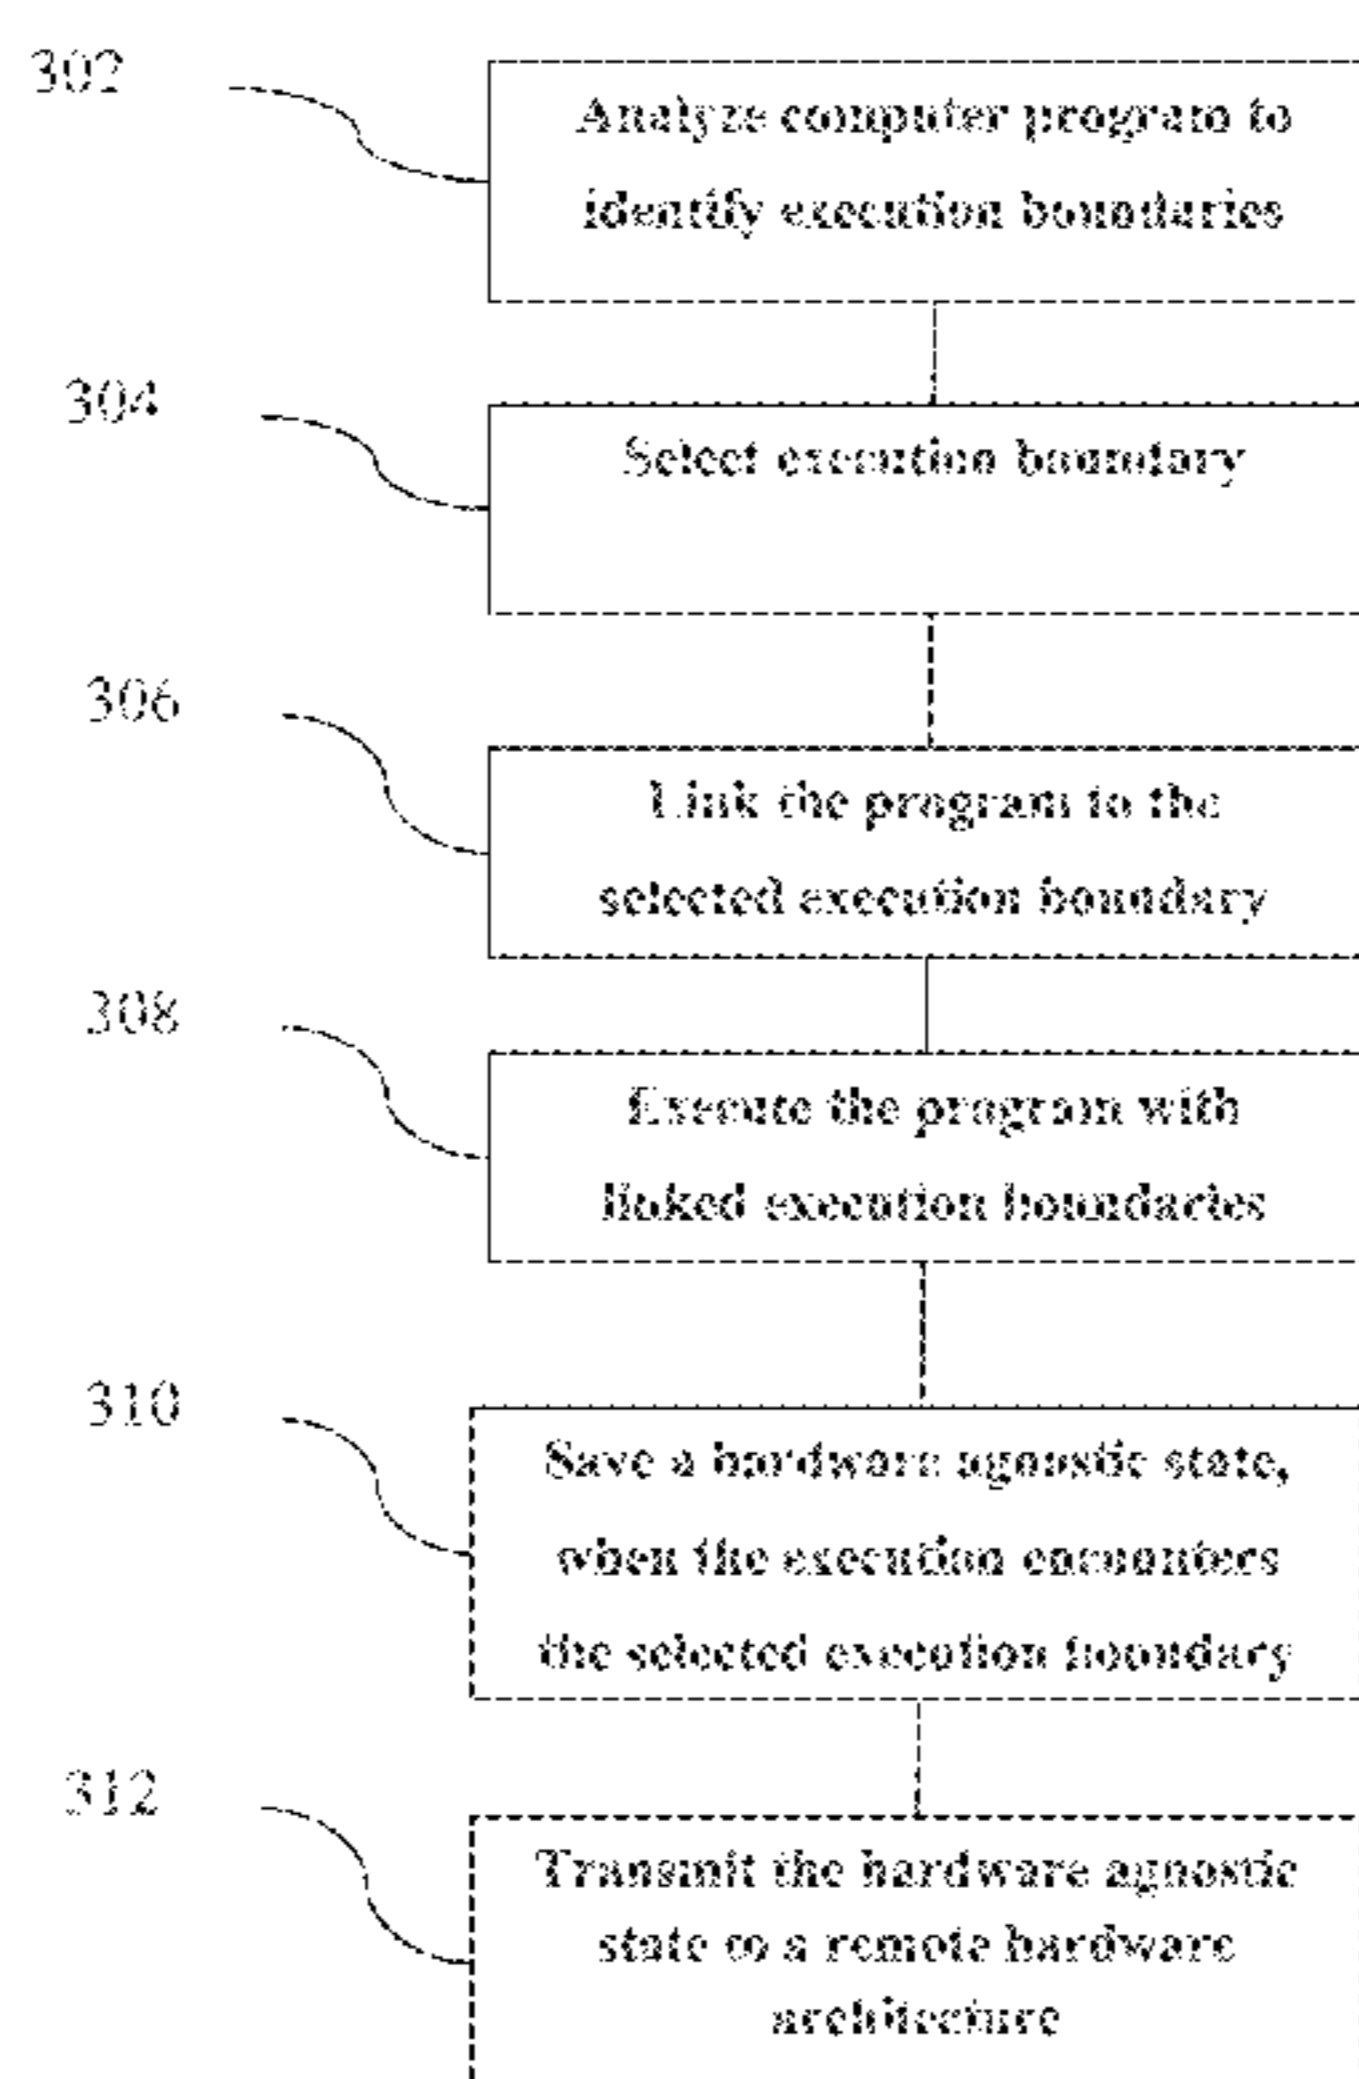 302
Analyze computer program to
identify execution boundaries
304
Select execution boundary
306
Link the program to the
selected execution boundary
308
Execute the program with
linked execution boundaries
310
Save a hardware agnostic state,
when the execution encounters
the selected execution boundary
312
Transmit the hardware agnostic
state to a remote hardware
architecture